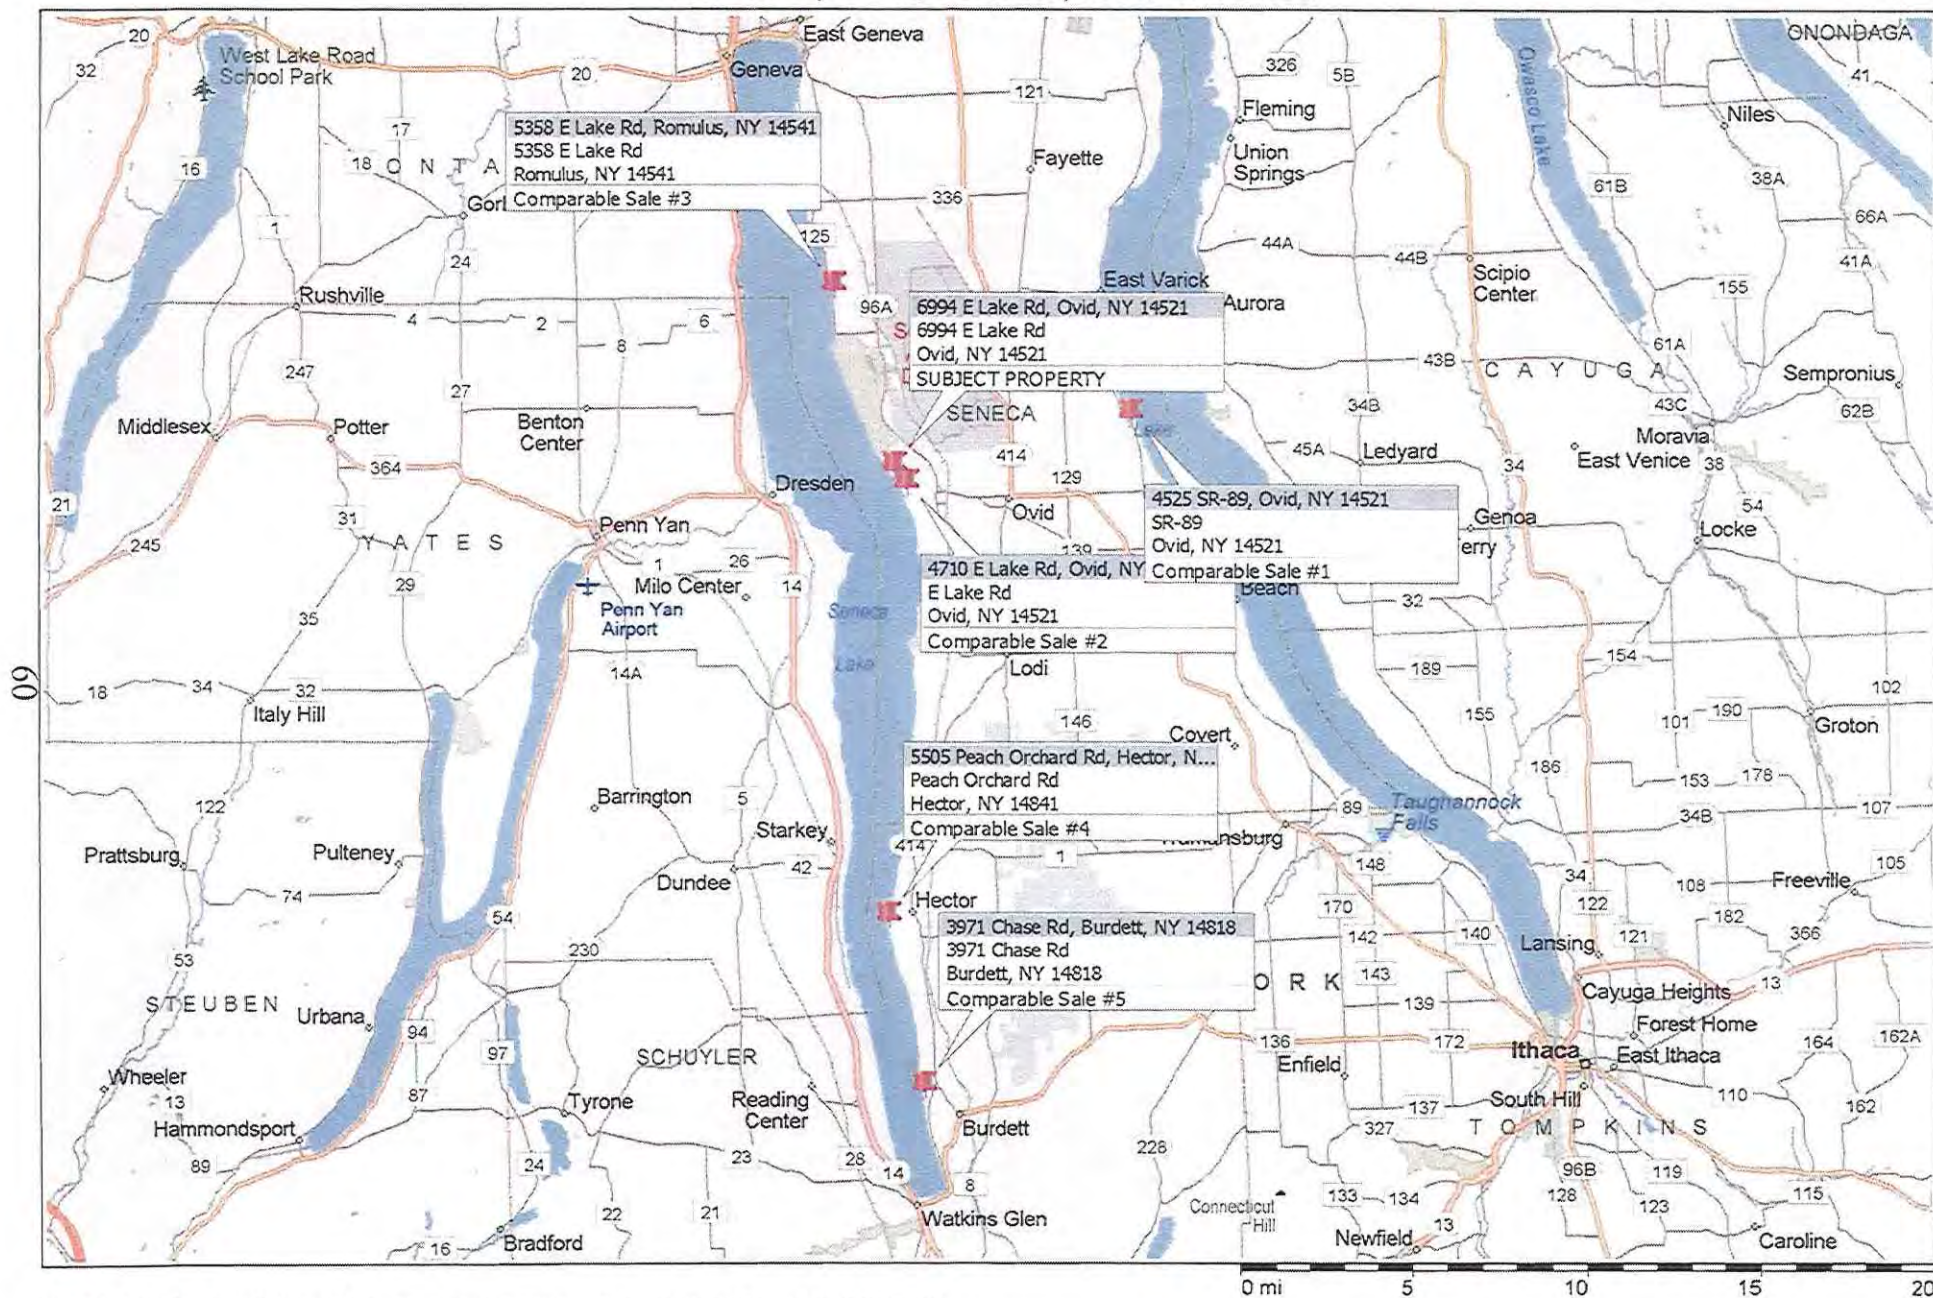 20
32
West Lake Road
School Park
20
Geneva
East Geneva
121
326
5B
Fleming
Owasco Lake
ONONDAGA
41
Niles
5358 E Lake Rd, Romulus, NY 14541
5358 E Lake Rd
Romulus, NY 14541
Comparable Sale #3
17
18
O N T A
16
1
24
Fayette
336
125
Union
Springs
61B
38A
66A
41A
44A
44B
Scipio
Center
East Varick
Aurora
155
61A
Rushville
4
2
6
8
96A
6994 E Lake Rd, Ovid, NY 14521
6994 E Lake Rd
Ovid, NY 14521
SUBJECT PROPERTY
43B
C A Y U G A
Sempronius
247
27
Benton
Center
SENECA
Lake
34B
43C
62B
Middlesex
Potter
Moravia
364
414
129
45A
Ledyard
34
East Venice
38
21
31
Dresden
Ovid
4525 SR-89, Ovid, NY 14521
SR-89
Ovid, NY 14521
Comparable Sale #1
Genoa
erry
54
Locke
245
Y A T E S
Penn Yan
139
29
1
26
Milo Center
14
4710 E Lake Rd, Ovid, NY
E Lake Rd
Ovid, NY 14521
Comparable Sale #2
Beach
32
Penn Yan
Airport
35
Seneca
Lake
60
18
34
32
Italy Hill
14A
Lodi
189
154
102
146
155
101
190
Groton
Covert
5505 Peach Orchard Rd, Hector, N...
Peach Orchard Rd
Hector, NY 14841
Comparable Sale #4
186
153
178
122
Barrington
5
89
Taughannock
Falls
34B
107
Starkey
414
1
Prattsburg
Pulteney
42
148
34
105
Dundee
108
Freeville
74
54
Hector
170
122
182
3971 Chase Rd, Burdett, NY 14818
3971 Chase Rd
Burdett, NY 14818
Comparable Sale #5
142
140
121
366
Lansing
230
53
O R K
143
13
STEUBEN
139
Cayuga Heights
Urbana
94
Forest Home
97
SCHUYLER
136
172
Ithaca
East Ithaca
164
162A
Enfield
Wheeler
13
87
Reading
Center
137
South Hill
110
162
Tyrone
Hammondsport
Burdett
327
T O M P K I N S
228
89
24
23
28
14
8
96B
119
133
134
128
123
115
Connecticut
Hill
22
21
Watkins Glen
Newfield
13
Caroline
16
Bradford
0 mi
5
10
15
20